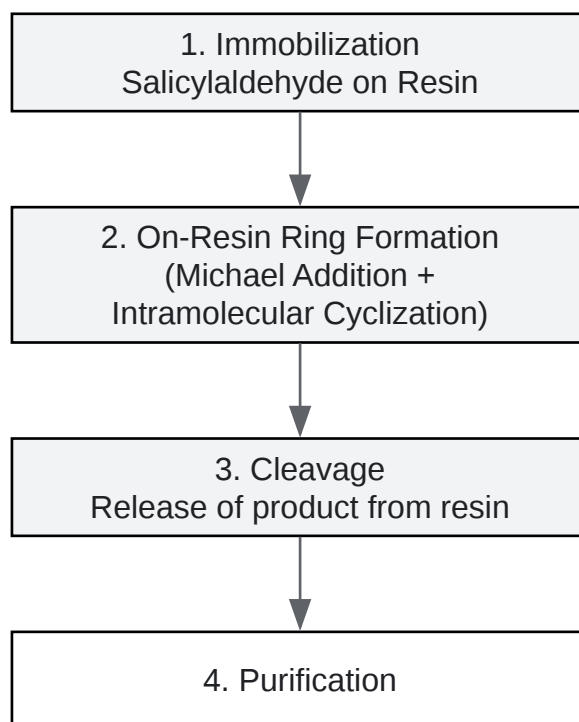 1. Immobilization
Salicylaldehyde on Resin
2. On-Resin Ring Formation
(Michael Addition +
Intramolecular Cyclization)
3. Cleavage
Release of product from resin
4. Purification